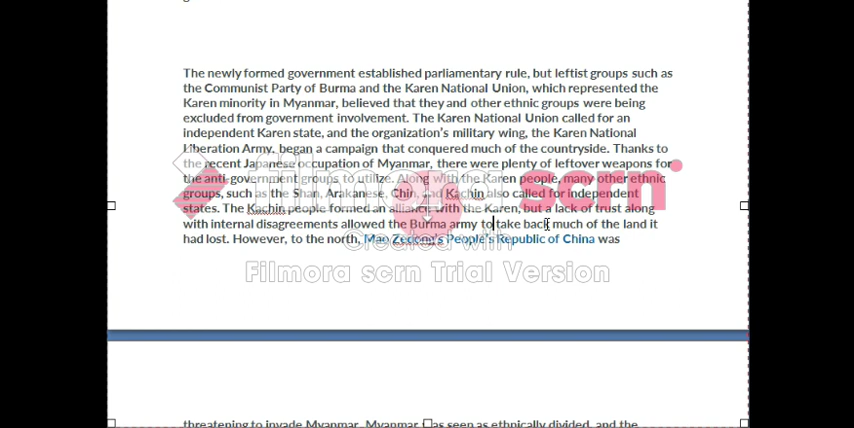 The newly formed government established parliamentary rule, but leftist groups such as
the Communist Party of Burma and the Karen National Union, which represented the
Karen minority in Myanmar, believed that they and other ethnic groups were being
excluded from government involvement. The Karen National Union called for an
independent Karen state, and the organization's military wing, the Karen National
Liberation Army, began a campaign that conquered much of the countryside. Thanks to
the recent Japanese occupation of Myanmar, there were plenty of leftover weapons for
the anti-government groups to utilize. Along with the Karen people, many other ethnic
groups, such as the Shan, Arakanese, Chin, and Kachin also called for independent
states. The Kachin people formed an alliance with the Karen, but a lack of trust along
with internal disagreements allowed the Burma army to take back much of the land it
had lost. However, to the north, Mao Zedong's People's Republic of China was
filmora scrn
Created with
Filmora scrn Trial Version
threatening to invade Myanmar. Myanmar was seen as ethnically divided, and the